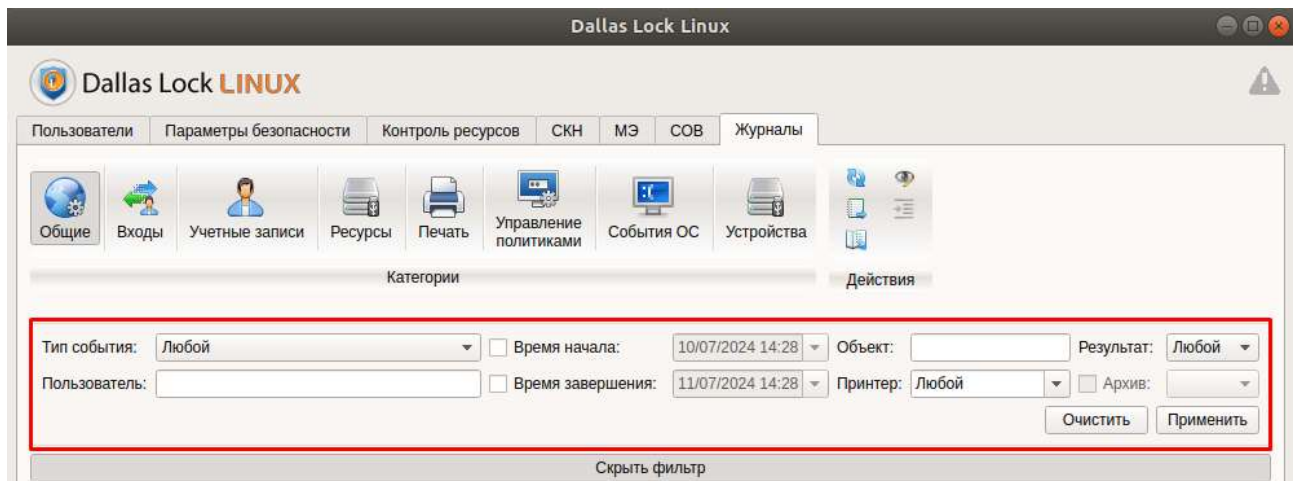 Dallas Lock Linux
Dallas Lock LINUX
Пользователи Параметры безопасности Контроль ресурсов СКН МЭ СОВ Журналы
Общие Входы Учетные записи Ресурсы Печать Управление политиками События ОС Устройства
Категории Действия
Тип события: Любой Время начала: 10/07/2024 14:28 Объект: Результат: Любой
Пользователь: Время завершения: 11/07/2024 14:28 Принтер: Любой Архив:
Очистить Применить
Скрыть фильтр